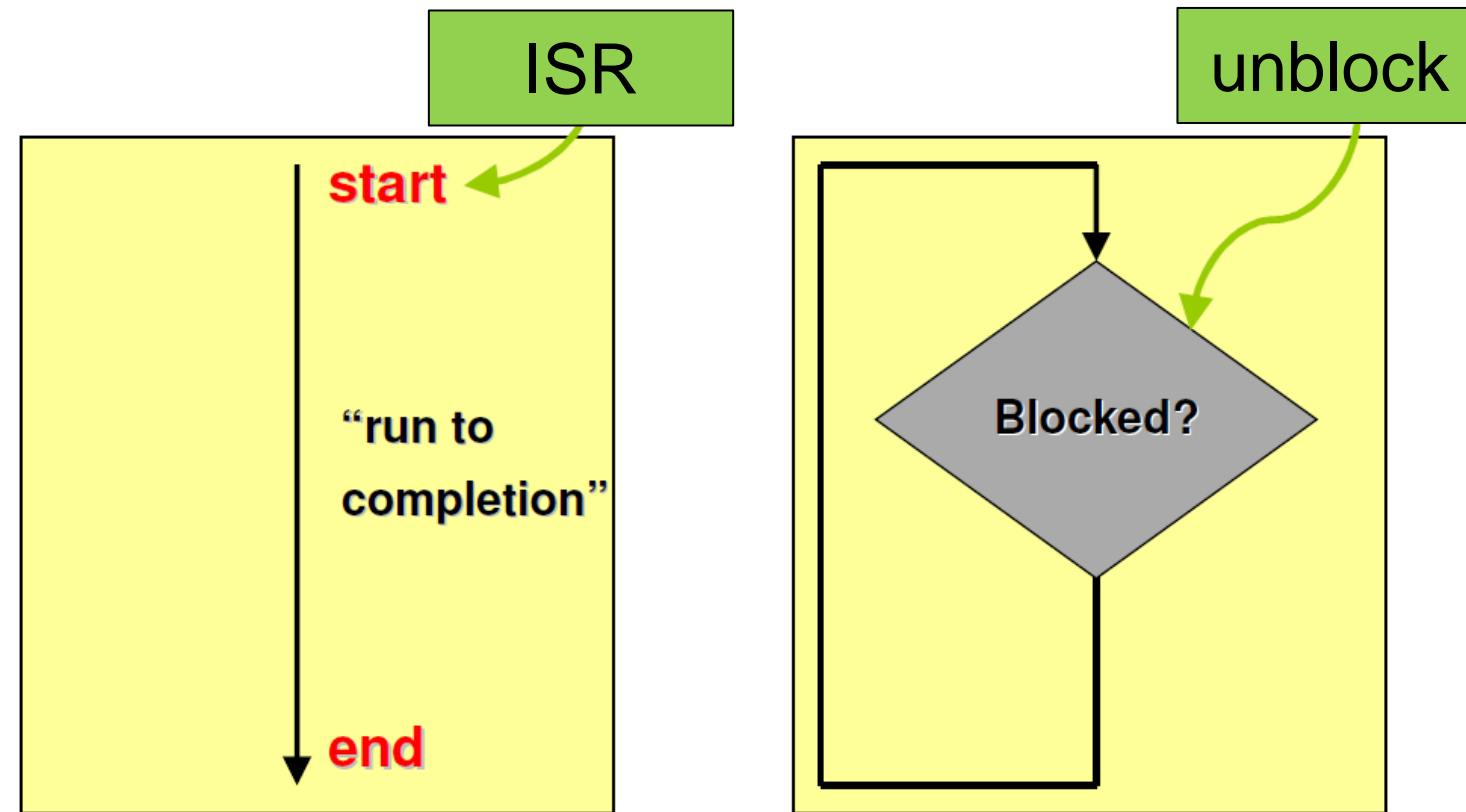 ISR
start
“run to
completion”
end
unblock
Blocked?